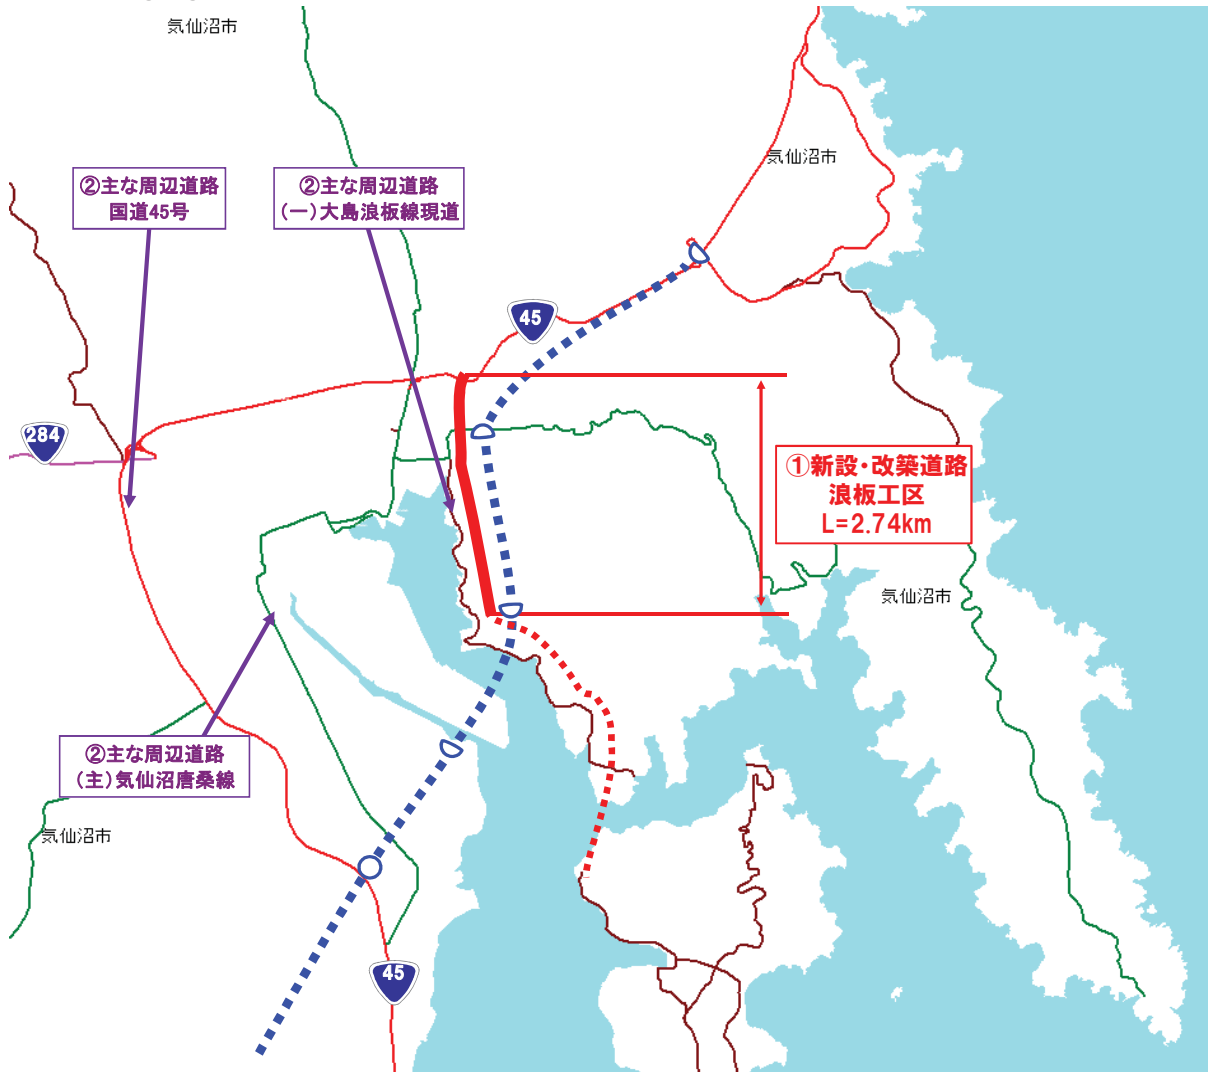 気仙沼市
気仙沼市
②主な周辺道路
国道45号
②主な周辺道路
(一)大島浪板線現道
45
284
①新設・改築道路
浪板工区
L=2.74km
気仙沼市
②主な周辺道路
(主)気仙沼唐桑線
気仙沼市
45